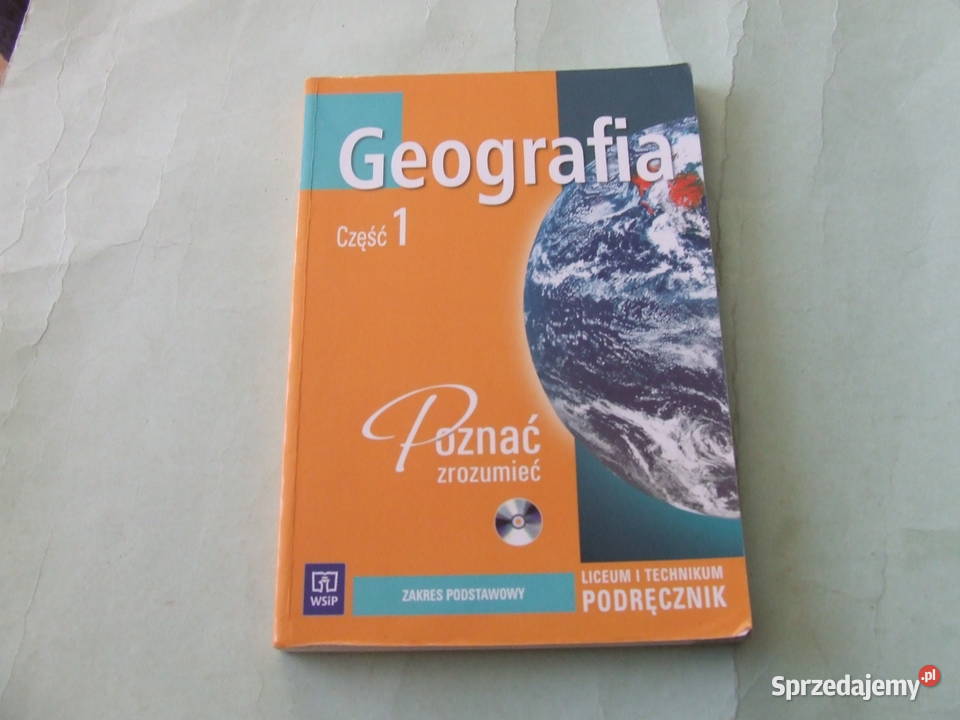 Geografia
Część 1
Poznać
zrozumieć
WSiP
ZAKRES PODSTAWOWY
LICEUM I TECHNIKUM
PODRĘCZNIK
Sprzedajemy.pl